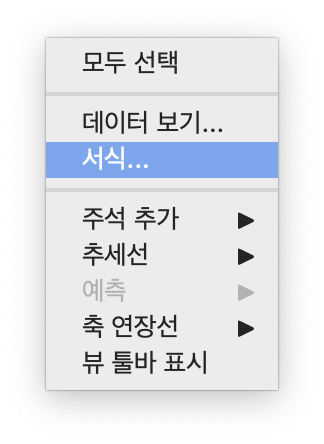 모두 선택
데이터 보기...
서식...
주석 추가
추세선
예측
축 연장선
뷰 툴바 표시